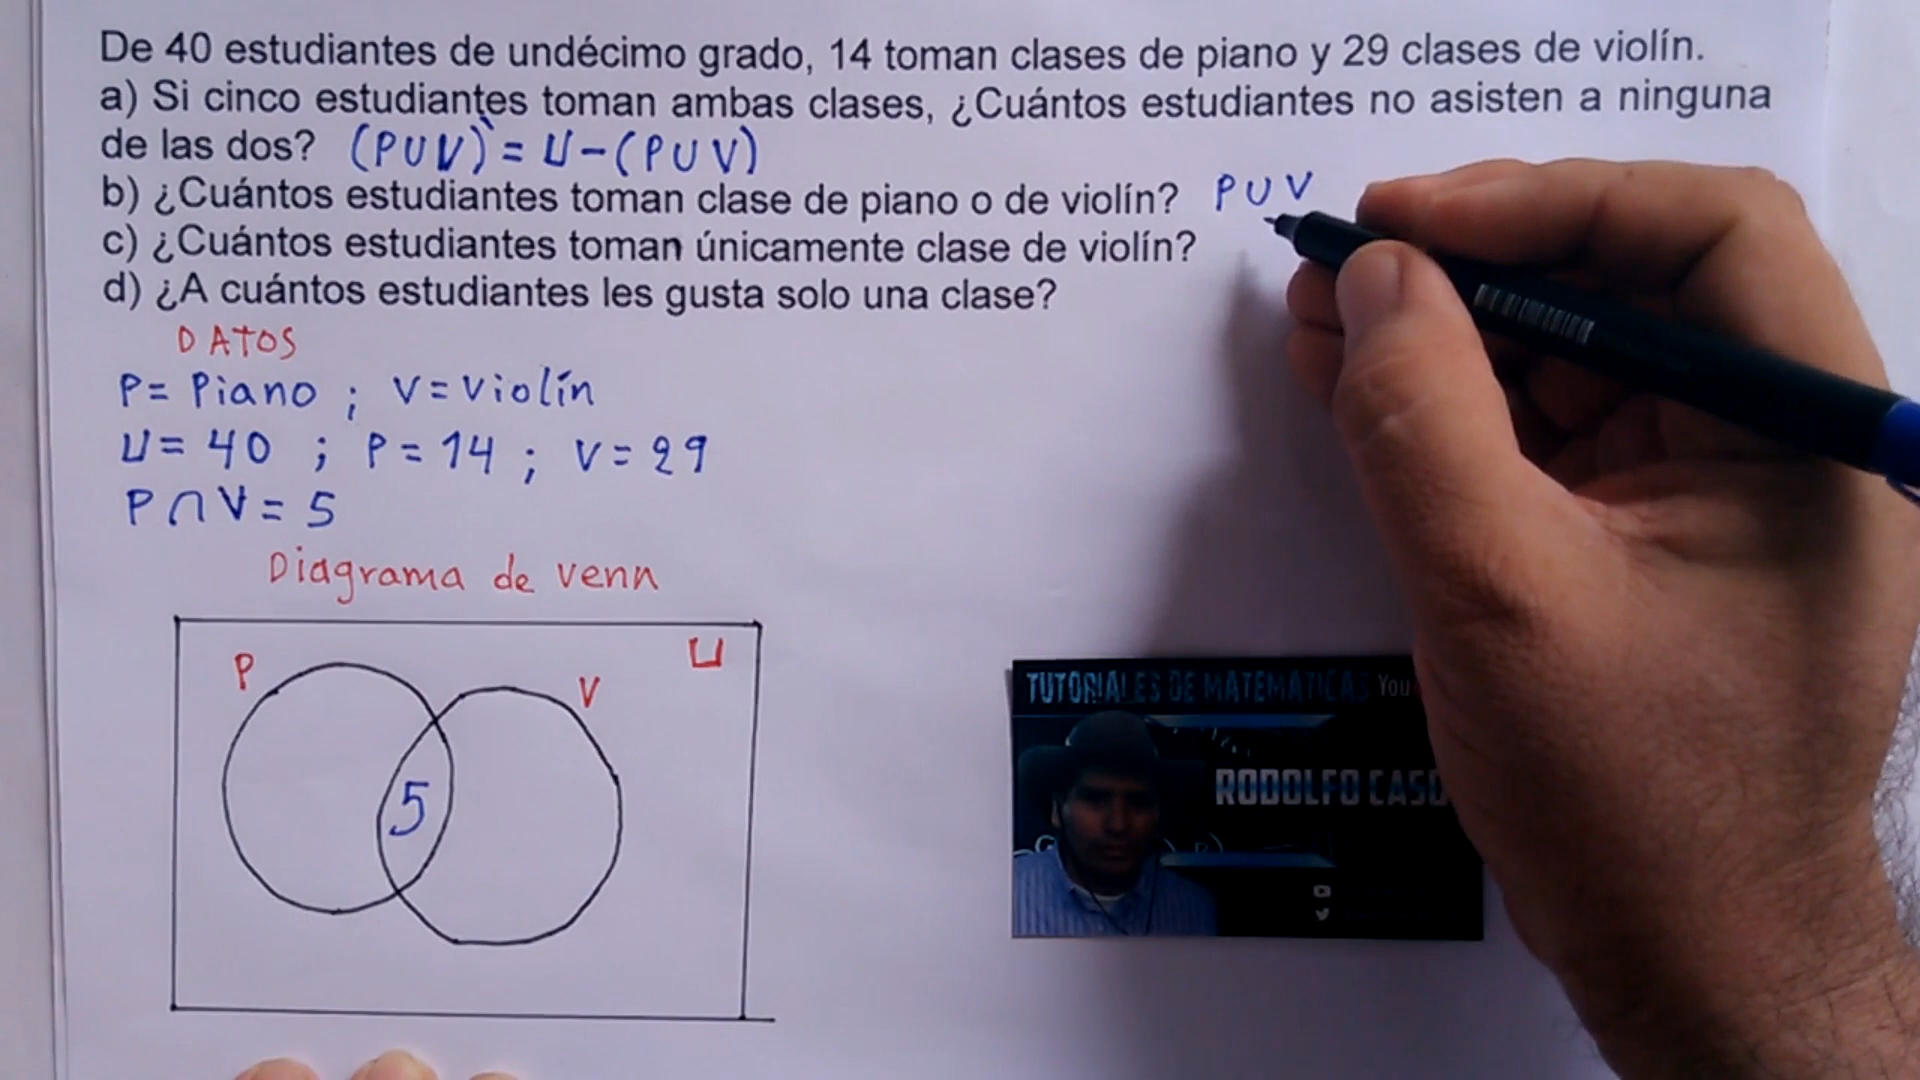 De 40 estudiantes de undécimo grado, 14 toman clases de piano y 29 clases de violín.
a) Si cinco estudiantes toman ambas clases, ¿Cuántos estudiantes no asisten a ninguna
de las dos? (P∪V)` = U-(P∪V)
b) ¿Cuántos estudiantes toman clase de piano o de violín? P∪V
c) ¿Cuántos estudiantes toman únicamente clase de violín?
d) ¿A cuántos estudiantes les gusta solo una clase?
DATOS
P= Piano ; V=Violín
U= 40 ; P= 14 ; V=29
P∩V= 5
Diagrama de venn
P
V
U
5
TUTORIALES DE MATEMATICAS You
RODOLFO CASO